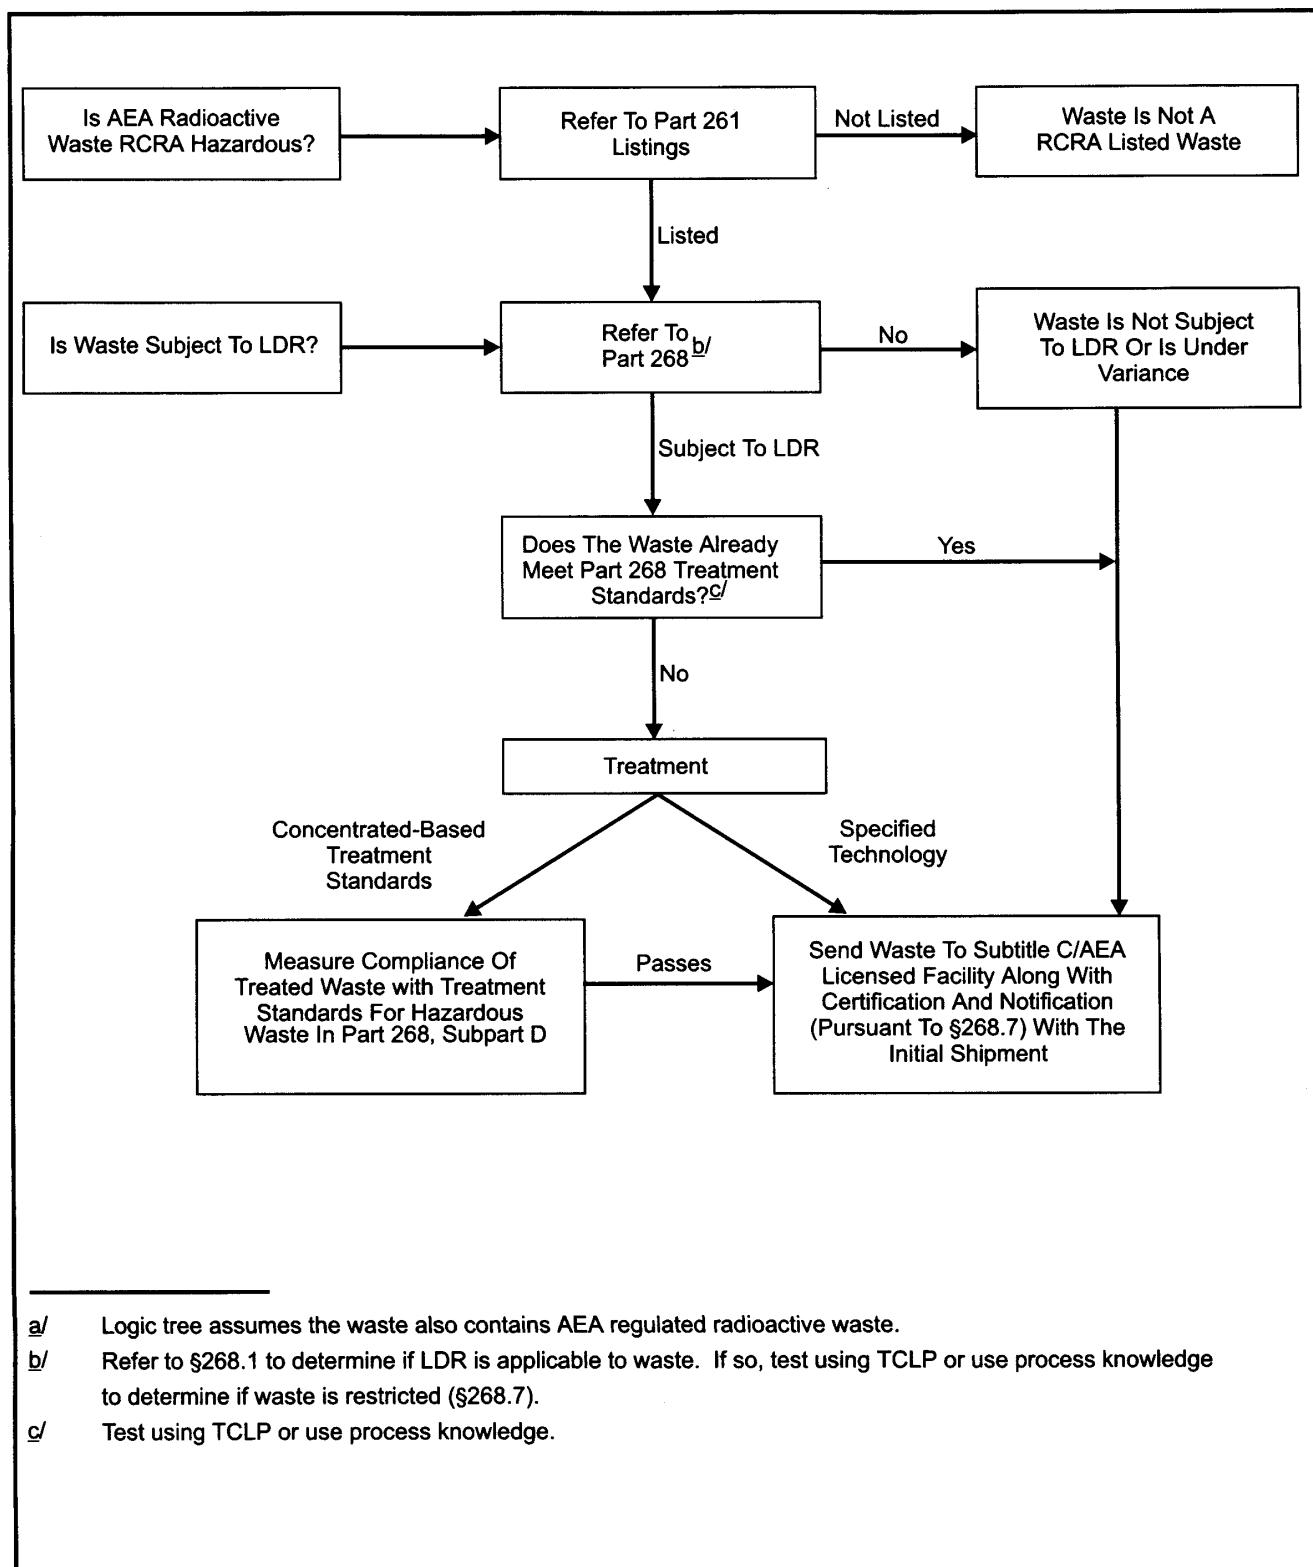 Is AEA Radioactive
Waste RCRA Hazardous?
Refer To Part 261
Listings
Not Listed
Waste Is Not A
RCRA Listed Waste
Listed
Is Waste Subject To LDR?
Refer To
Part 268 b/
No
Waste Is Not Subject
To LDR Or Is Under
Variance
Subject To LDR
Does The Waste Already
Meet Part 268 Treatment
Standards? c/
Yes
No
Treatment
Concentrated-Based
Treatment
Standards
Specified
Technology
Measure Compliance Of
Treated Waste with Treatment
Standards For Hazardous
Waste In Part 268, Subpart D
Passes
Send Waste To Subtitle C/AEA
Licensed Facility Along With
Certification And Notification
(Pursuant To §268.7) With The
Initial Shipment
a/ Logic tree assumes the waste also contains AEA regulated radioactive waste.
b/ Refer to §268.1 to determine if LDR is applicable to waste. If so, test using TCLP or use process knowledge
to determine if waste is restricted (§268.7).
c/ Test using TCLP or use process knowledge.